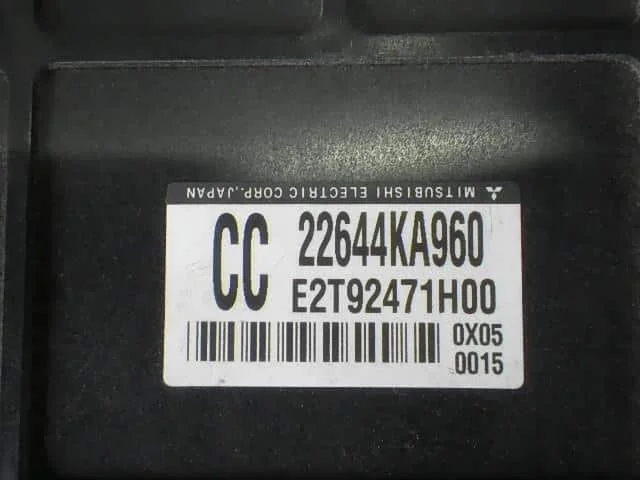 MITSUBISHI ELECTRIC CORP., JAPAN
CC 22644KA960
E2T92471H00
0X05
0015